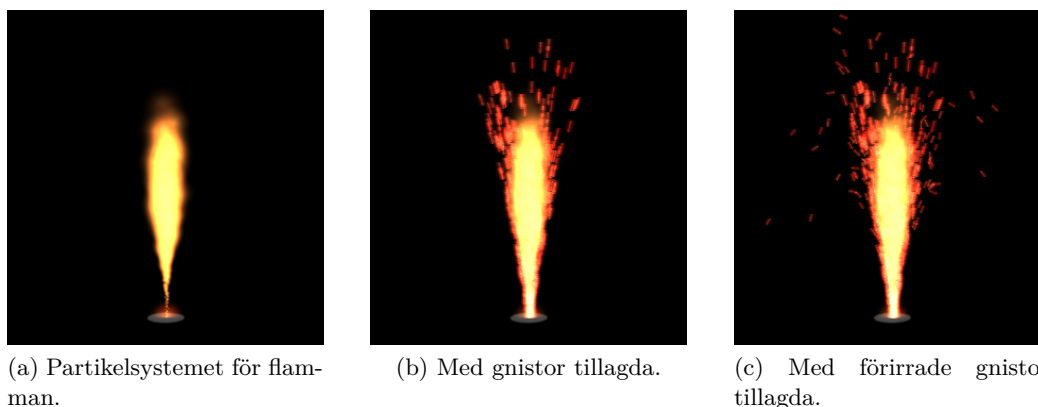 (a) Partikelsystemet för flam-
man.
(b) Med gnistor tillagda.
(c) Med förirrade gnisto
tillagda.